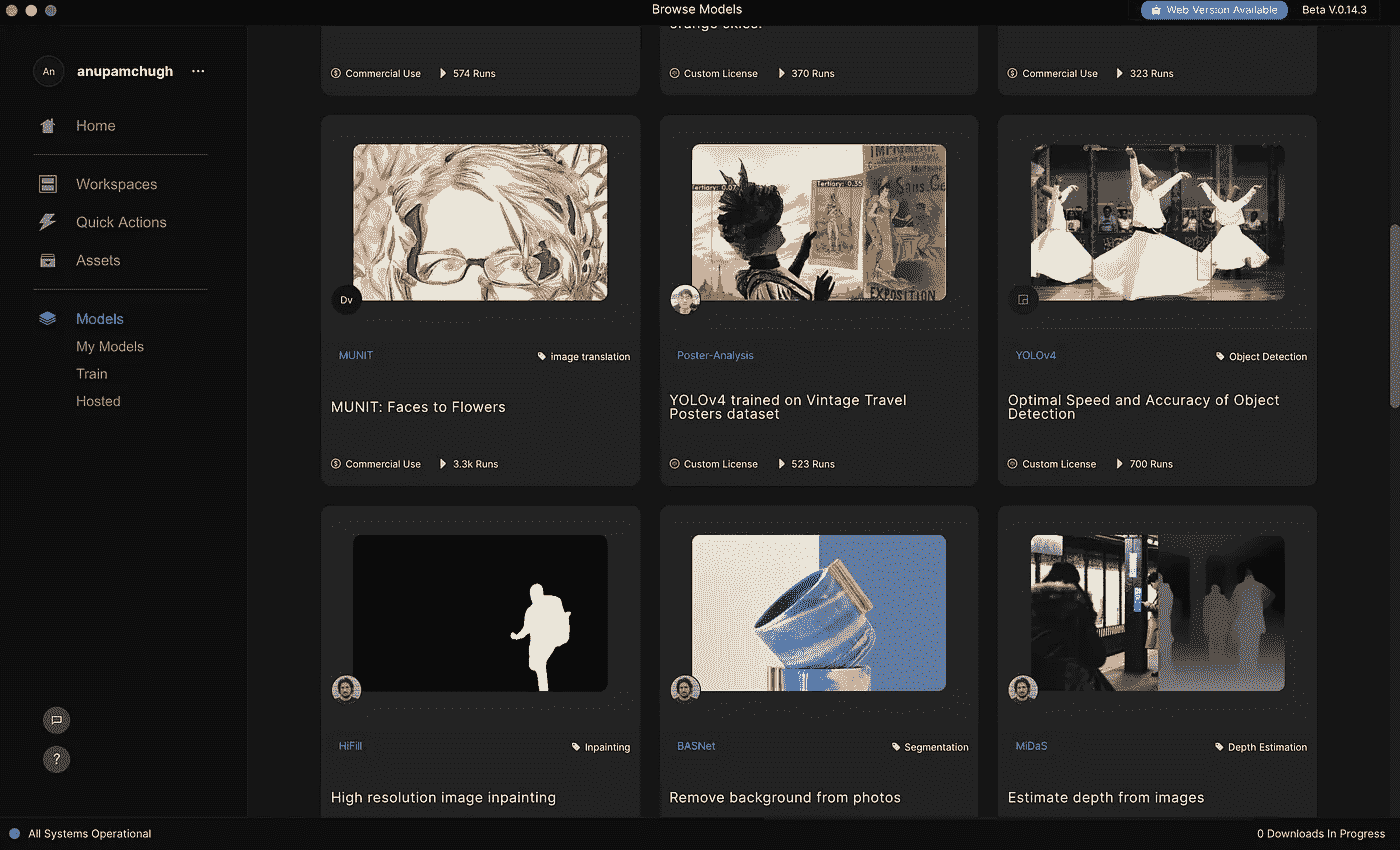 Browse Models
Web Version Available
Beta V.0.14.3
An
anupamchugh
Home
Workspaces
Quick Actions
Assets
Models
My Models
Train
Hosted
orange skies.
Commercial Use
574 Runs
Custom License
370 Runs
Commercial Use
323 Runs
Dv
MUNIT
image translation
MUNIT: Faces to Flowers
Commercial Use
3.3k Runs
Tertiary: 0.07
Tertiary: 0.35
EXPOSITION
Poster-Analysis
YOLOv4 trained on Vintage Travel
Posters dataset
Custom License
523 Runs
YOLOv4
Object Detection
Optimal Speed and Accuracy of Object
Detection
Custom License
700 Runs
HiFill
Inpainting
High resolution image inpainting
BASNet
Segmentation
Remove background from photos
MiDaS
Depth Estimation
Estimate depth from images
?
All Systems Operational
0 Downloads In Progress